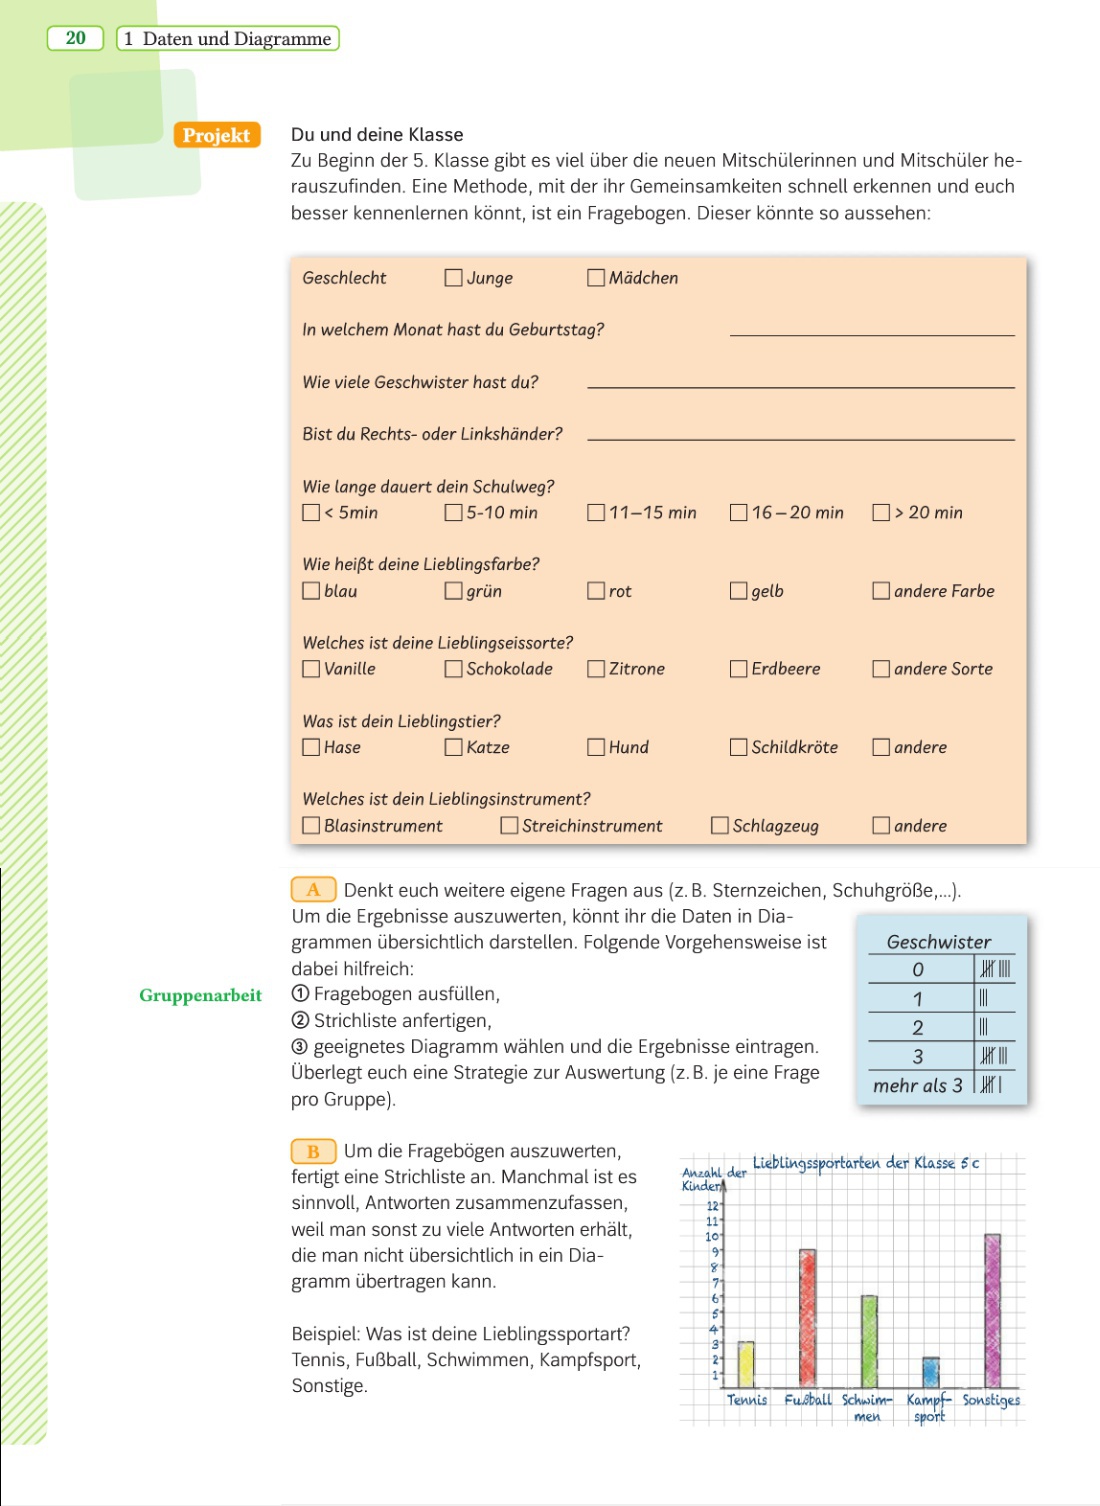 20
1 Daten und Diagramme
Projekt
Du und deine Klasse
Zu Beginn der 5. Klasse gibt es viel über die neuen Mitschülerinnen und Mitschüler he-
rauszufinden. Eine Methode, mit der ihr Gemeinsamkeiten schnell erkennen und euch
besser kennenlernen könnt, ist ein Fragebogen. Dieser könnte so aussehen:
Geschlecht Junge Mädchen
In welchem Monat hast du Geburtstag?
Wie viele Geschwister hast du?
Bist du Rechts- oder Linkshänder?
Wie lange dauert dein Schulweg?
< 5min 5-10 min 11–15 min 16–20 min > 20 min
Wie heißt deine Lieblingsfarbe?
blau grün rot gelb andere Farbe
Welches ist deine Lieblingseissorte?
Vanille Schokolade Zitrone Erdbeere andere Sorte
Was ist dein Lieblingstier?
Hase Katze Hund Schildkröte andere
Welches ist dein Lieblingsinstrument?
Blasinstrument Streichinstrument Schlagzeug andere
A Denkt euch weitere eigene Fragen aus (z. B. Sternzeichen, Schuhgröße,...).
Um die Ergebnisse auszuwerten, könnt ihr die Daten in Dia-
grammen übersichtlich darstellen. Folgende Vorgehensweise ist
dabei hilfreich:
Gruppenarbeit
① Fragebogen ausfüllen,
② Strichliste anfertigen,
③ geeignetes Diagramm wählen und die Ergebnisse eintragen.
Überlegt euch eine Strategie zur Auswertung (z. B. je eine Frage
pro Gruppe).
Geschwister
0
1
2
3
mehr als 3
B Um die Fragebögen auszuwerten,
fertigt eine Strichliste an. Manchmal ist es
sinnvoll, Antworten zusammenzufassen,
weil man sonst zu viele Antworten erhält,
die man nicht übersichtlich in ein Dia-
gramm übertragen kann.
Beispiel: Was ist deine Lieblingssportart?
Tennis, Fußball, Schwimmen, Kampfsport,
Sonstige.
Lieblingssportarten der Klasse 5 c
Anzahl der
Kinder
12
11
10
9
8
7
6
5
4
3
2
1
Tennis Fußball Schwim- Kampf- Sonstiges
men sport